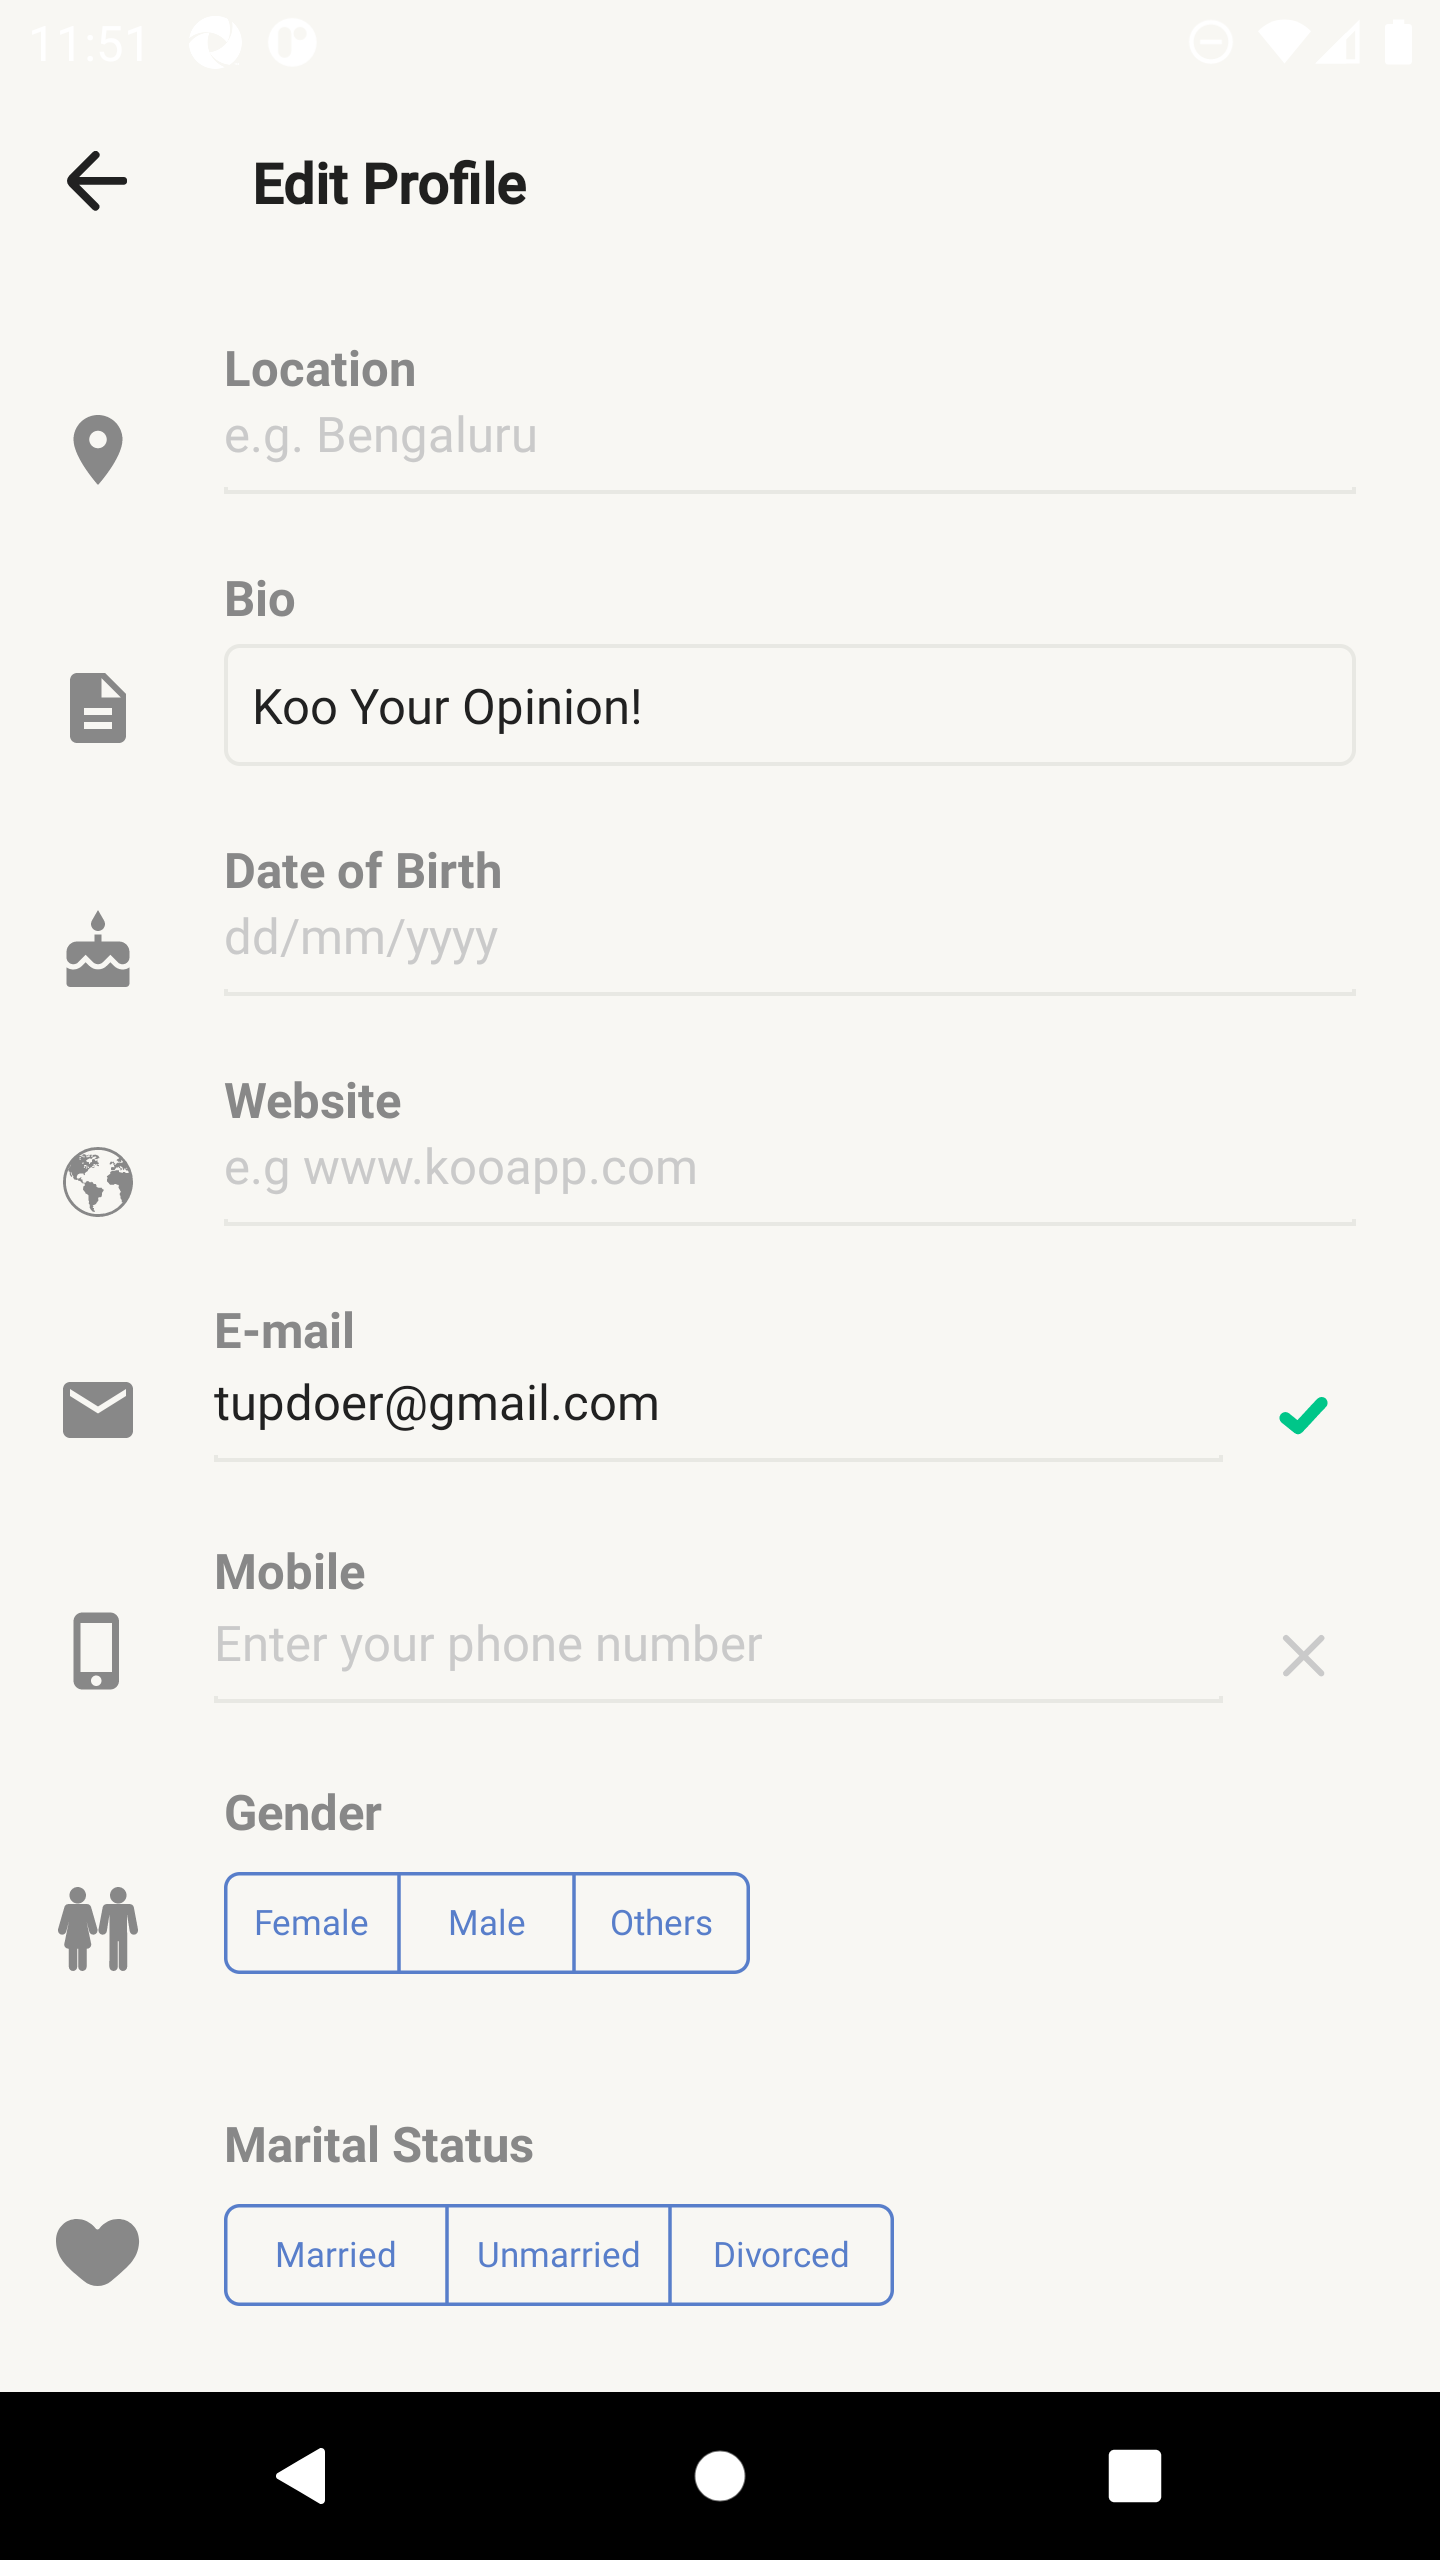 11:51
Edit Profile
Location
e.g. Bengaluru
Bio
Koo Your Opinion!
Date of Birth
dd/mm/yyyy
Website
e.g www.kooapp.com
E-mail
tupdoer@gmail.com
Mobile
Enter your phone number
Gender
Female Male Others
Marital Status
Married Unmarried Divorced